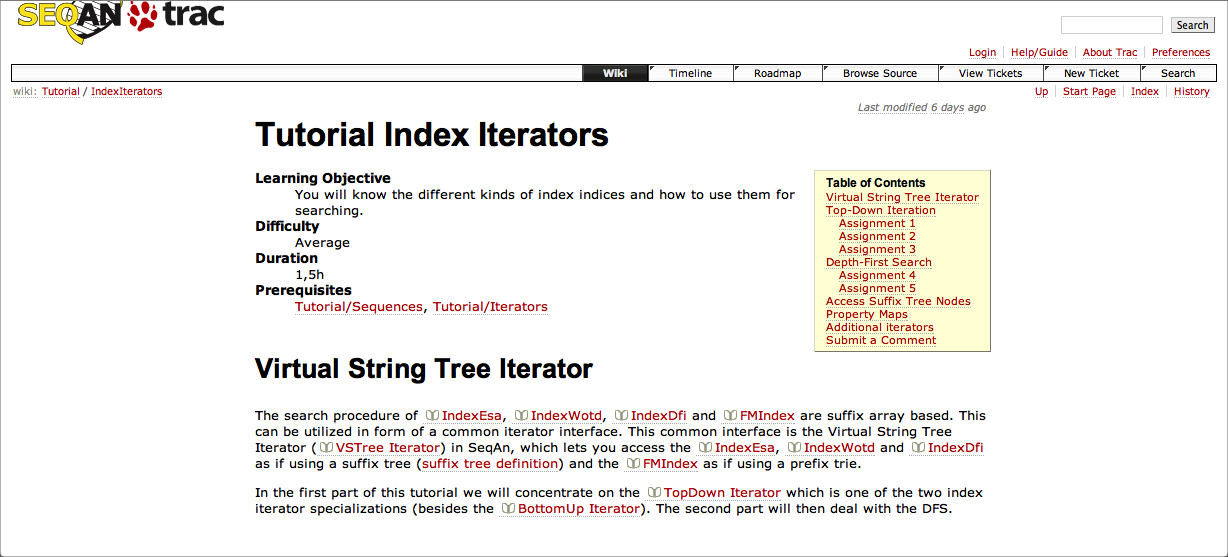 SEQAN trac
Search
Login Help/Guide About Trac Preferences
Wiki Timeline Roadmap Browse Source View Tickets New Ticket Search
wiki: Tutorial / IndexIterators
Up Start Page Index History
Last modified 6 days ago
Tutorial Index Iterators
Learning Objective
You will know the different kinds of index indices and how to use them for
searching.
Difficulty
Average
Duration
1,5h
Prerequisites
Tutorial/Sequences, Tutorial/Iterators
Table of Contents
Virtual String Tree Iterator
Top-Down Iteration
Assignment 1
Assignment 2
Assignment 3
Depth-First Search
Assignment 4
Assignment 5
Access Suffix Tree Nodes
Property Maps
Additional iterators
Submit a Comment
Virtual String Tree Iterator
The search procedure of IndexEsa, IndexWotd, IndexDfi and FMIndex are suffix array based. This
can be utilized in form of a common iterator interface. This common interface is the Virtual String Tree
Iterator (VSTree Iterator) in SeqAn, which lets you access the IndexEsa, IndexWotd and IndexDfi
as if using a suffix tree (suffix tree definition) and the FMIndex as if using a prefix trie.
In the first part of this tutorial we will concentrate on the TopDown Iterator which is one of the two index
iterator specializations (besides the BottomUp Iterator). The second part will then deal with the DFS.